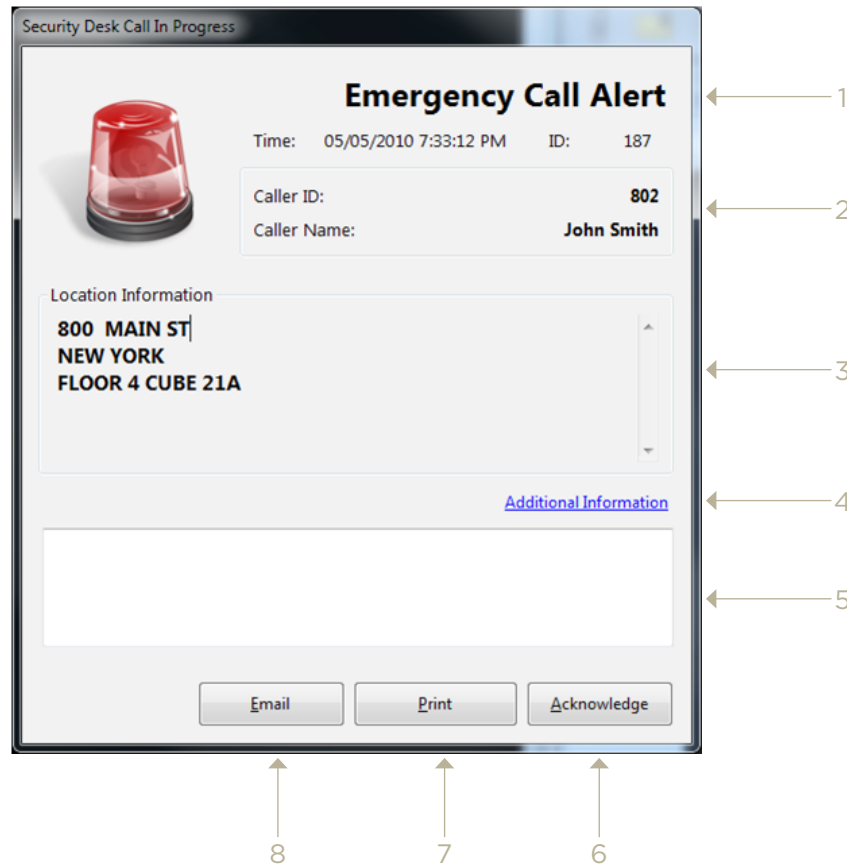 Security Desk Call In Progress
Emergency Call Alert
1
Time: 05/05/2010 7:33:12 PM ID: 187
Caller ID: 802
2
Caller Name: John Smith
Location Information
800 MAIN ST
NEW YORK
FLOOR 4 CUBE 21A
3
Additional Information
4
5
Email Print Acknowledge
8 7 6